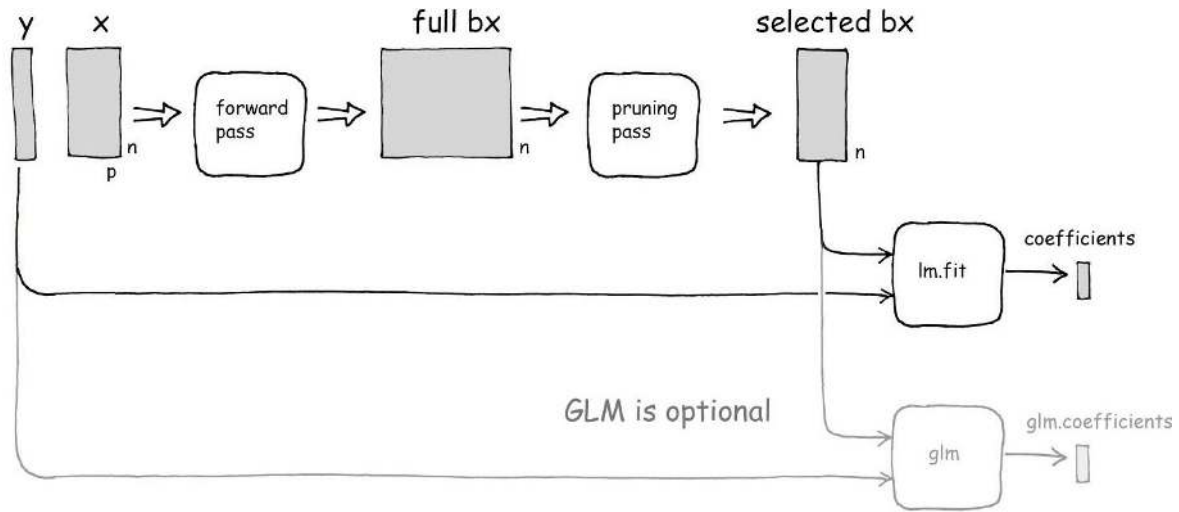 y
x
full bx
selected bx
forward
pass
pruning
pass
n
p
n
n
coefficients
lm.fit
GLM is optional
glm.coefficients
glm